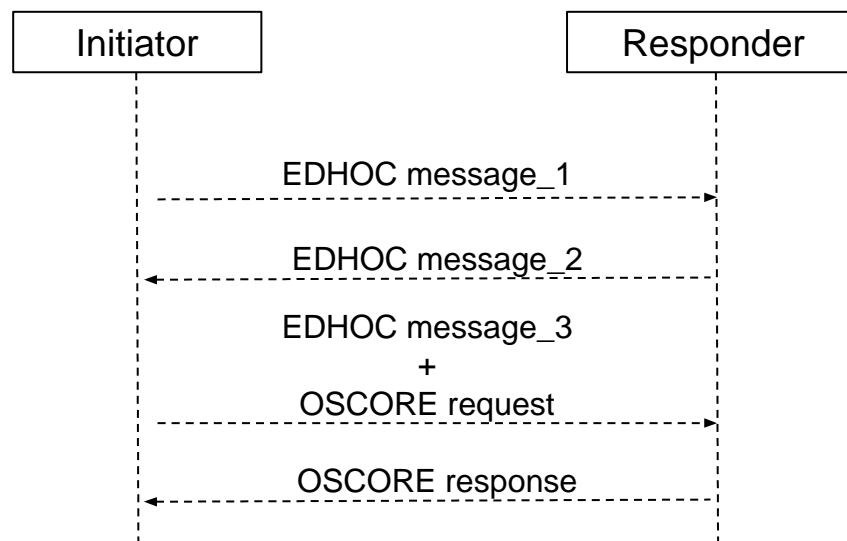 Initiator
Responder
EDHOC message_1
EDHOC message_2
EDHOC message_3
+
OSCORE request
OSCORE response